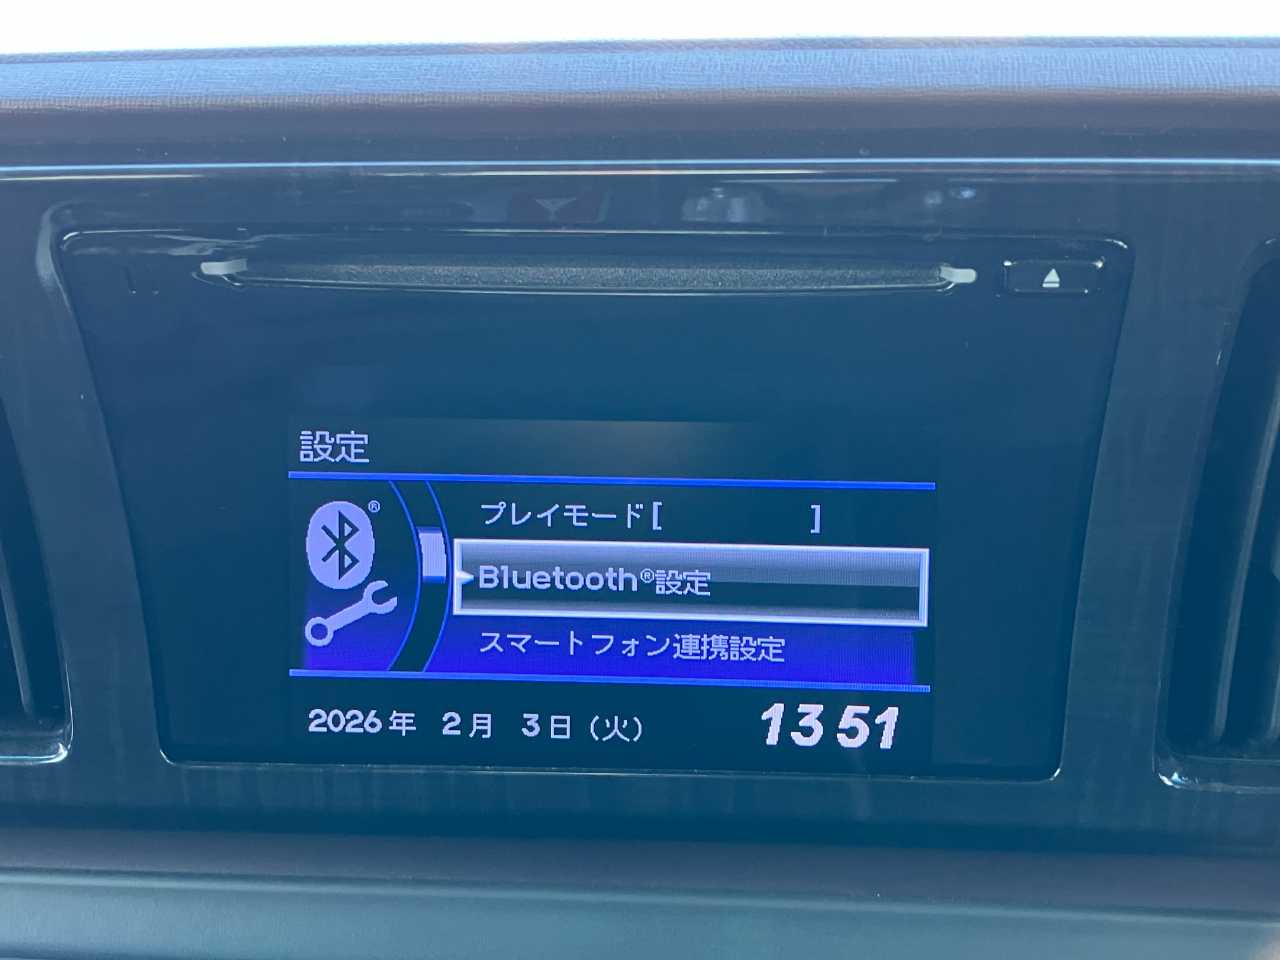 設定
プレイモード[ ]
Bluetooth®設定
スマートフォン連携設定
2026年 2月 3日(火) 13 51